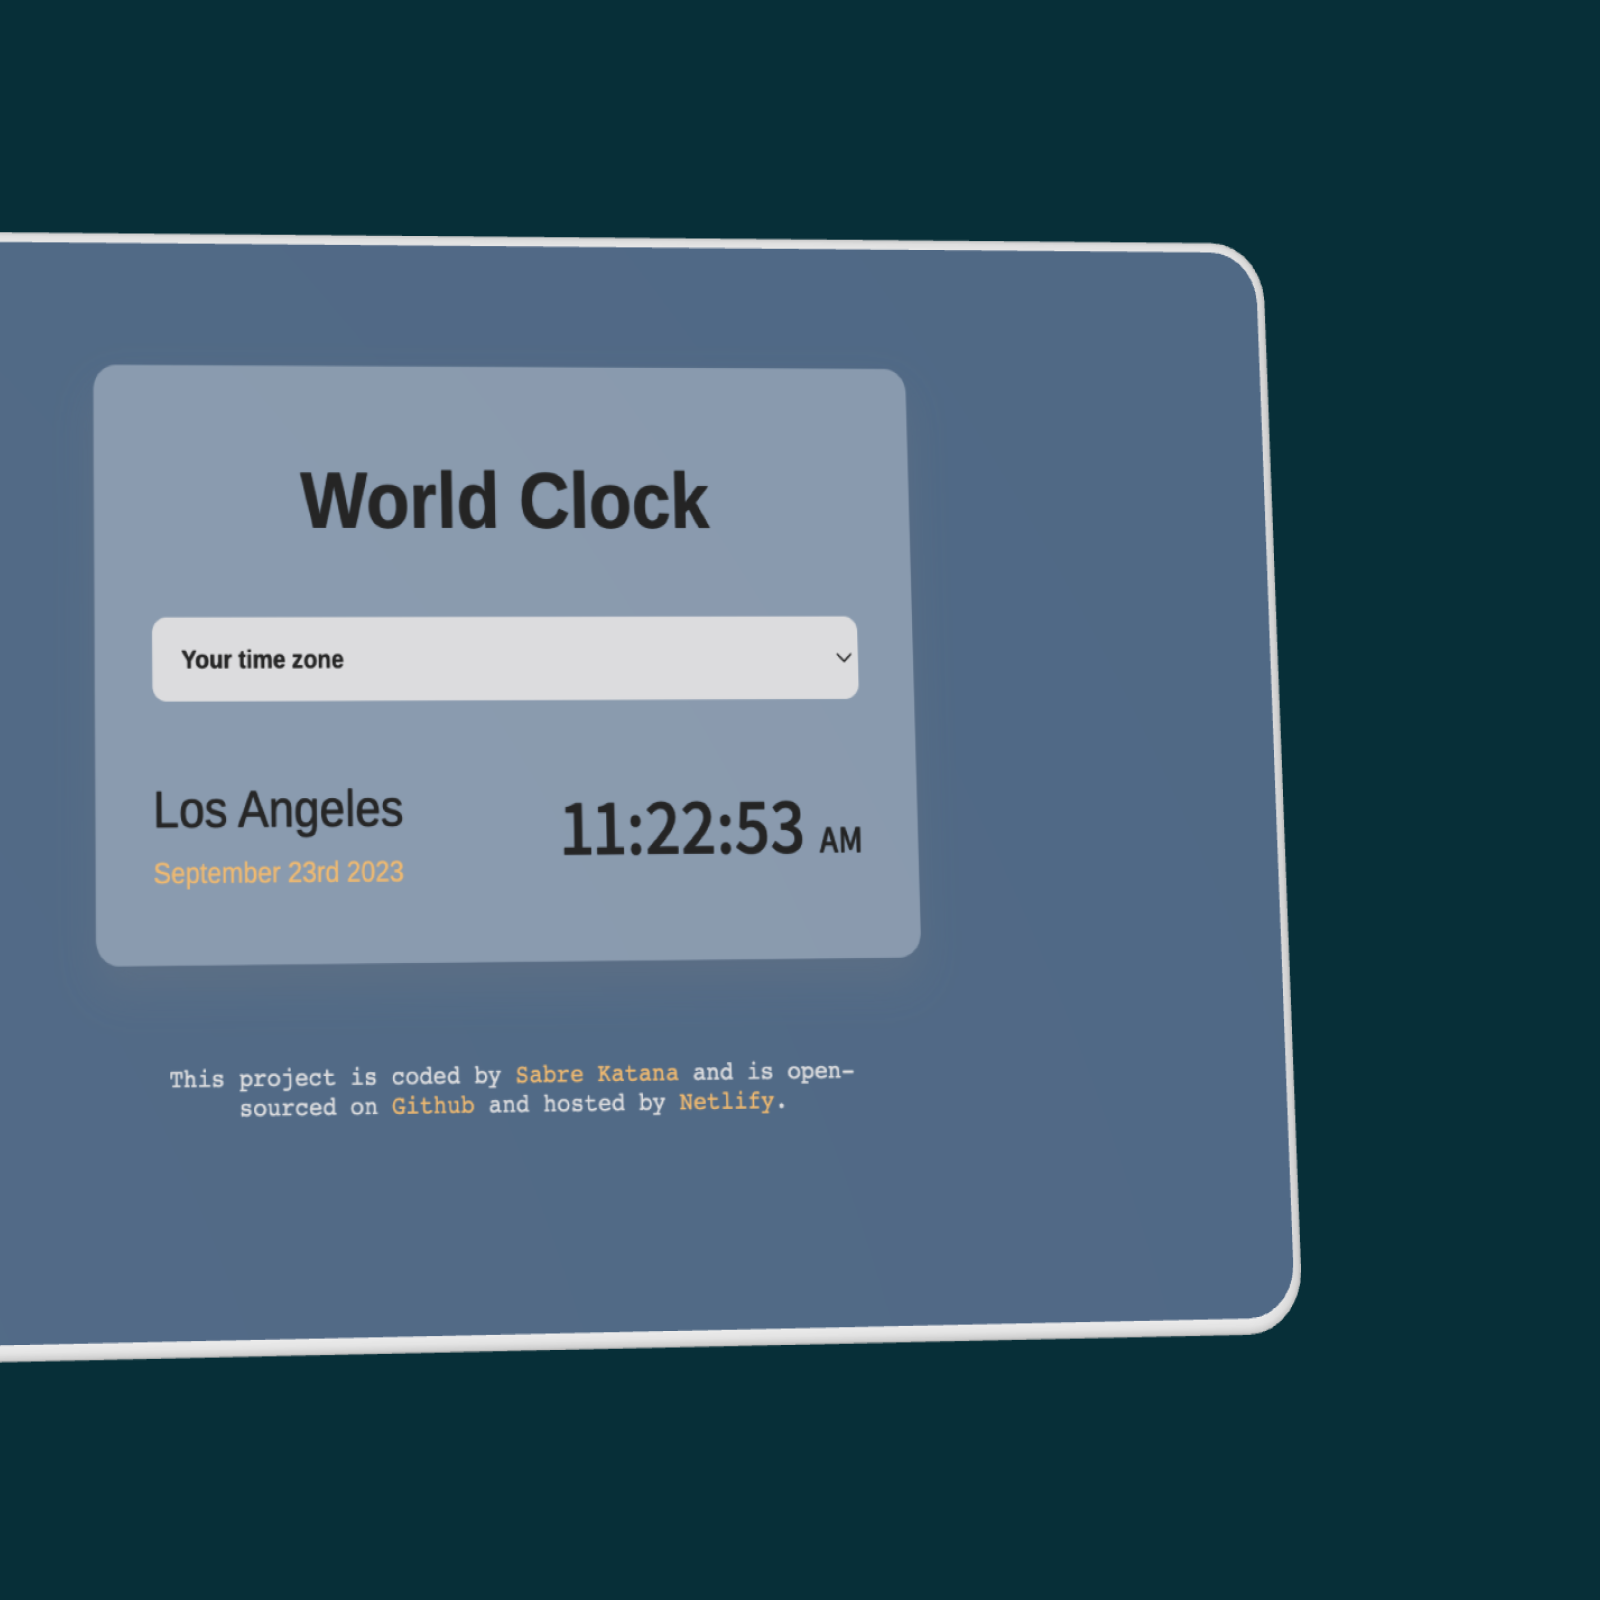 World Clock
Your time zone
Los Angeles
September 23rd 2023
11:22:53 AM
This project is coded by Sabre Katana and is open-
sourced on Github and hosted by Netlify.